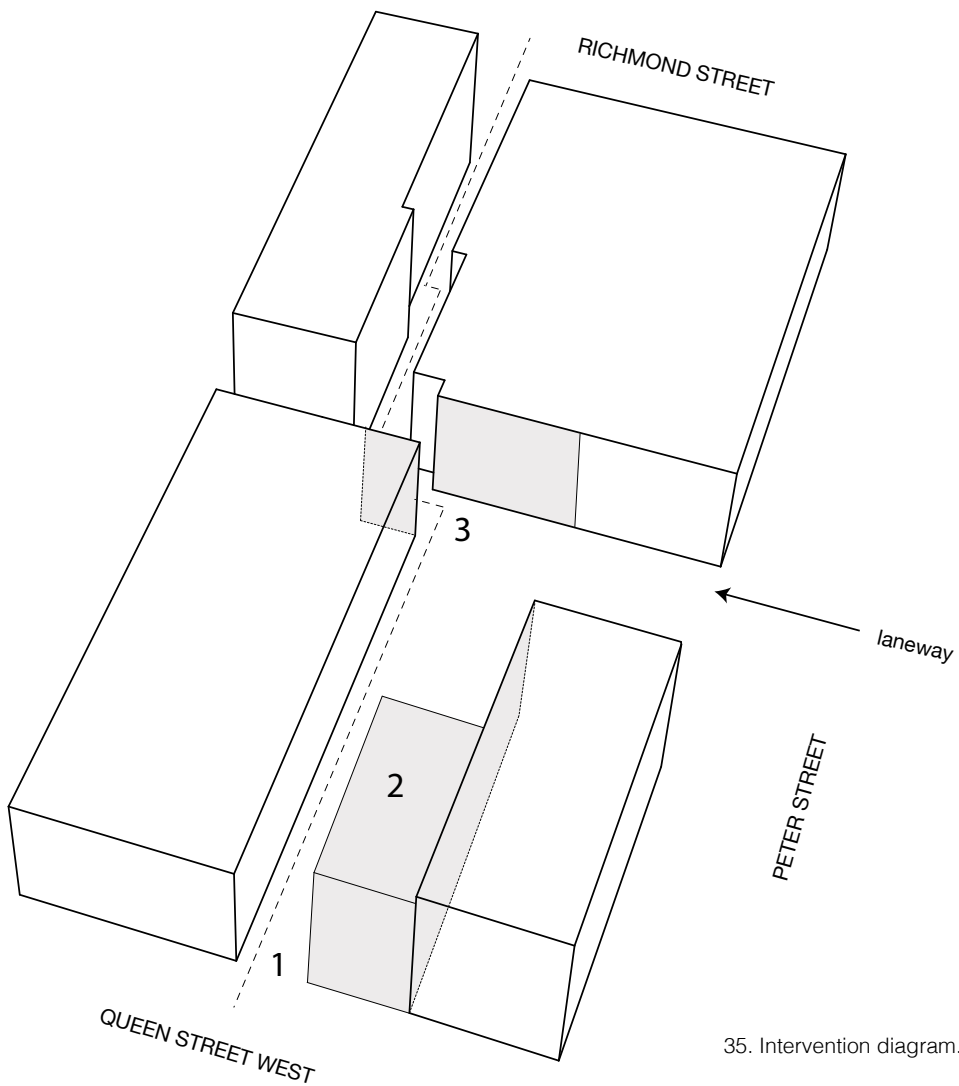 RICHMOND STREET
3
laneway
2
PETER STREET
1
QUEEN STREET WEST
35. Intervention diagram.